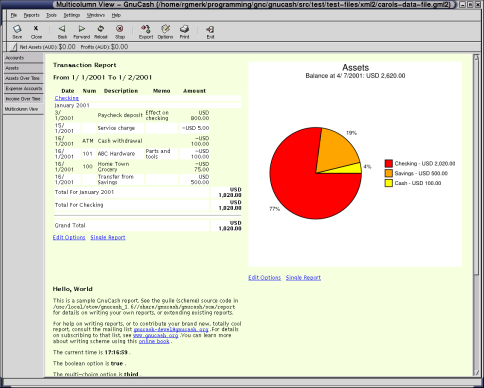 Multicolumn View - GnuCash (/home/rgmerk/programming/gnc/gnucash/src/test/test-files/xml2/carols-data-file.gml2)
File Reports Tools Settings Windows Help
Save Close Back Forward Reload Stop Export Options Print Exit
Net Assets (AUD):$0.00 Profits (AUD):$0.00
Accounts
Assets
Assets Over Time
Expense Accounts
Income Over Time
Multicolumn View
Transaction Report
From 1/ 1/2001 To 1/ 2/2001
Date Num Description Memo Amount
Checking
January 2001
3/ 1/2001 Paycheck deposit Effect on checking USD 800.00
15/ 1/2001 Service charge -USD 5.00
16/ 1/2001 ATM Cash withdrawal -USD 100.00
16/ 1/2001 101 ABC Hardware Parts and tools -USD 100.00
16/ 1/2001 100 Home Town Grocery -USD 75.00
16/ 1/2001 Transfer from Savings USD 500.00
Total For January 2001 USD 1,020.00
Total For Checking USD 1,020.00
Grand Total USD 1,020.00
Edit Options Single Report
Assets
Balance at 4/ 7/2001: USD 2,620.00
19%
4%
77%
Checking - USD 2,020.00
Savings - USD 500.00
Cash - USD 100.00
Edit Options Single Report
Hello, World
This is a sample GnuCash report. See the guile (scheme) source code in
/usr/local/stow/gnucash_1.6//share/gnucash/gnucash/scm/report
for details on writing your own reports, or extending existing reports.
For help on writing reports, or to contribute your brand new, totally cool
report, consult the mailing list gnucash-devel@gnucash.org .For details
on subscribing to that list, see www.gnucash.org .You can learn more
about writing scheme using this online book .
The current time is 17:16:59 .
The boolean option is true .
The multi-choice option is third .